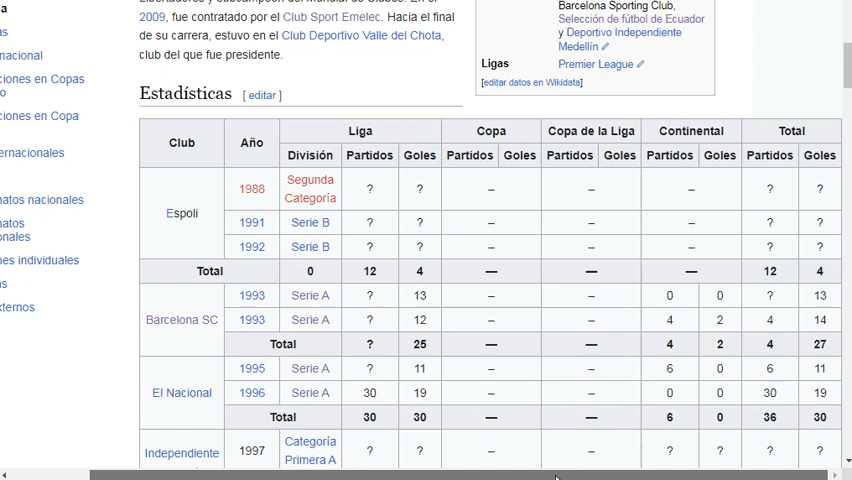 Libertadores y subcampeón del Mundial de Clubes. En el
2009, fue contratado por el Club Sport Emelec. Hacia el final
de su carrera, estuvo en el Club Deportivo Valle del Chota,
club del que fue presidente.
Barcelona Sporting Club,
Selección de fútbol de Ecuador
y Deportivo Independiente
Medellín
Ligas Premier League
[editar datos en Wikidata]
a
as
nacional
ciones en Copas
o
ciones en Copa
ernacionales
natos nacionales
natos
onales
nes individuales
s
xternos
Estadísticas [ editar ]
Club Año Liga Copa Copa de la Liga Continental Total
División Partidos Goles Partidos Goles Partidos Goles Partidos Goles Partidos Goles
Espoli 1988 Segunda Categoría ? ? – – – ? ?
1991 Serie B ? ? – – – ? ?
1992 Serie B ? ? – – – ? ?
Total 0 12 4 — — — 12 4
Barcelona SC 1993 Serie A ? 13 – – 0 0 ? 13
1993 Serie A ? 12 – – 4 2 4 14
Total ? 25 — — 4 2 4 27
El Nacional 1995 Serie A ? 11 – – 6 0 6 11
1996 Serie A 30 19 – – 0 0 30 19
Total 30 30 — — 6 0 36 30
Independiente 1997 Categoría Primera A ? ? – – ? ? ? ?